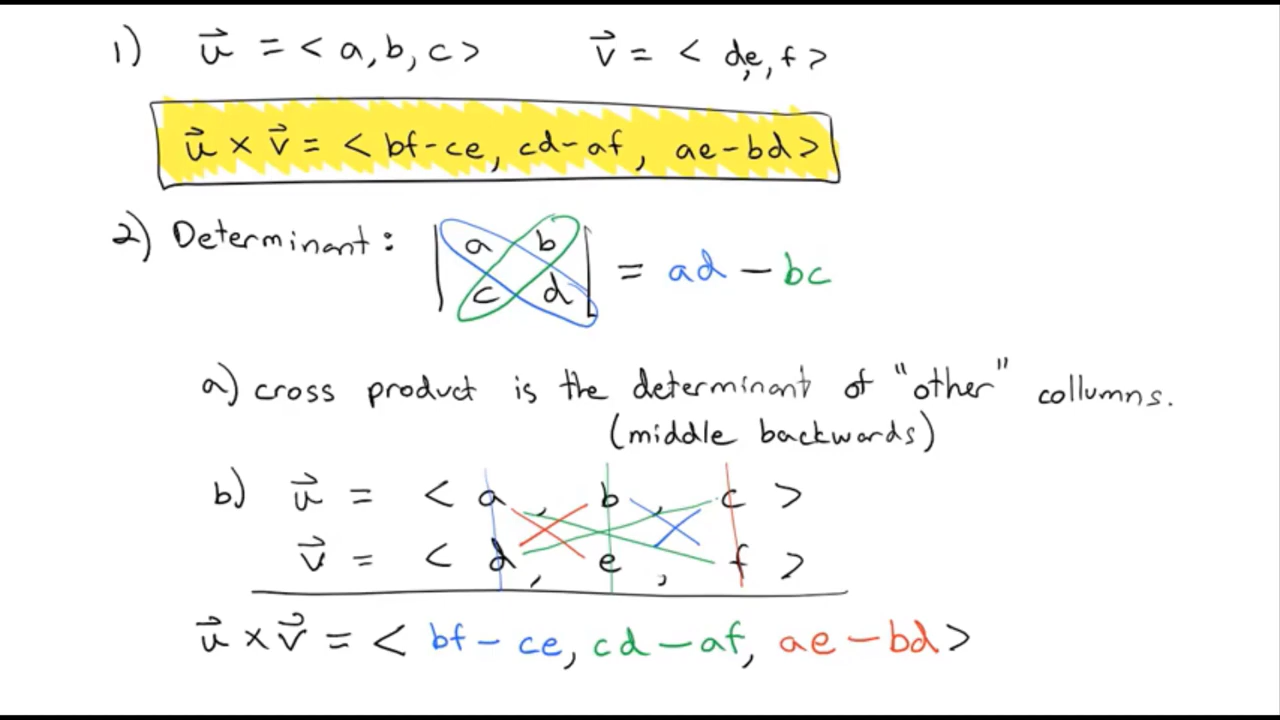 1) u⃗ = < a, b, c > v⃗ = < d, e, f >
u⃗ × v⃗ = < bf - ce, cd - af, ae - bd >
2) Determinant: | a b | = ad - bc
| c d |
a) cross product is the determinant of "other" collumns.
(middle backwards)
b) u⃗ = < a, b, c >
v⃗ = < d, e, f >
u⃗ × v⃗ = < bf - ce, cd - af, ae - bd >